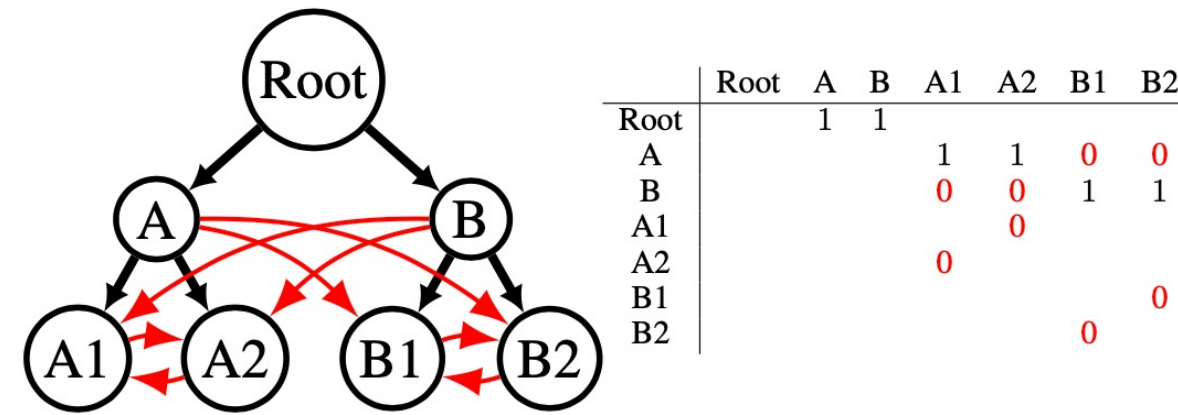 Root
A B
A1 A2 B1 B2
Root A B A1 A2 B1 B2
Root 1 1
A 1 1 0 0
B 0 0 1 1
A1 0
A2 0
B1 0
B2 0